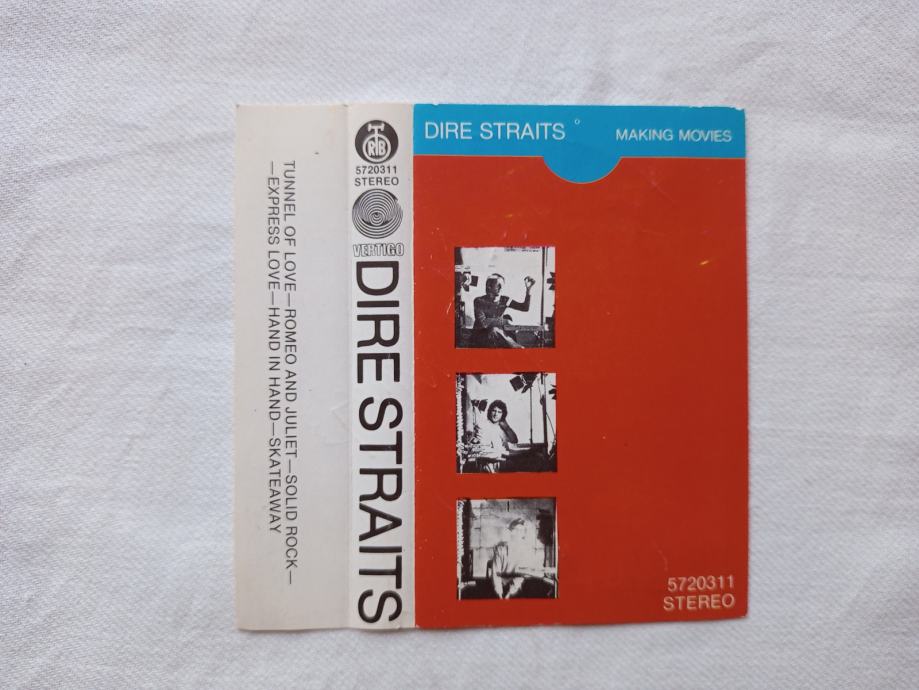 TUNNEL OF LOVE—ROMEO AND JULIET—SOLID ROCK—
—EXPRESS LOVE—HAND IN HAND—SKATEAWAY
RTB
5720311
STEREO
VERTIGO
DIRE STRAITS
DIRE STRAITS
MAKING MOVIES
5720311
STEREO